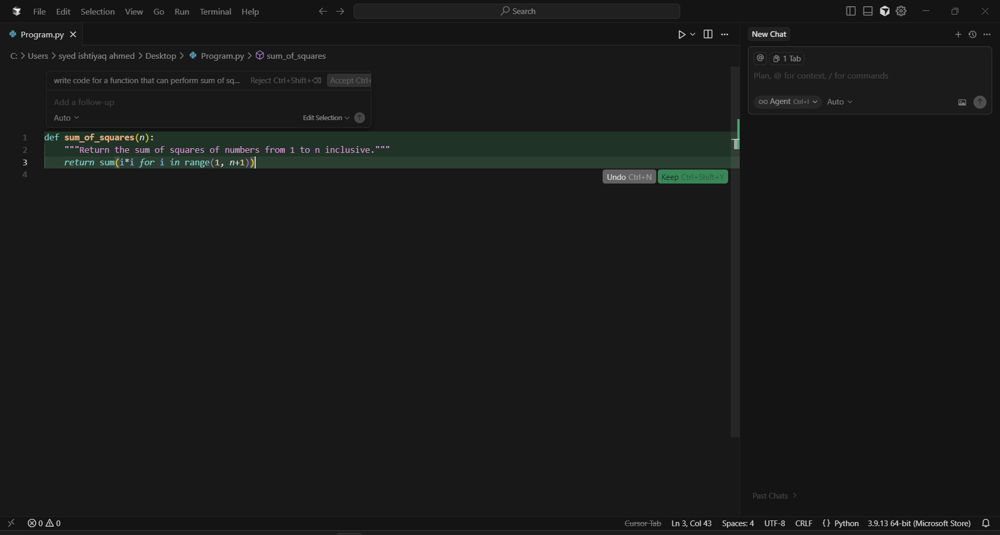 File Edit Selection View Go Run Terminal Help Search
Program.py
New Chat
C: > Users > syed ishtiyaq ahmed > Desktop > Program.py > sum_of_squares
@ 1 Tab
Plan, @ for context, / for commands
write code for a function that can perform sum of sq... Reject Ctrl+Shift+⌫ Accept Ctrl+
Add a follow-up
Agent Ctrl+I Auto
Auto Edit Selection
1 def sum_of_squares(n):
2 """Return the sum of squares of numbers from 1 to n inclusive."""
3 return sum(i*i for i in range(1, n+1))
4
Undo Ctrl+N Keep Ctrl+Shift+Y
Past Chats >
0 0 Cursor Tab Ln 3, Col 43 Spaces: 4 UTF-8 CRLF {} Python 3.9.13 64-bit (Microsoft Store)